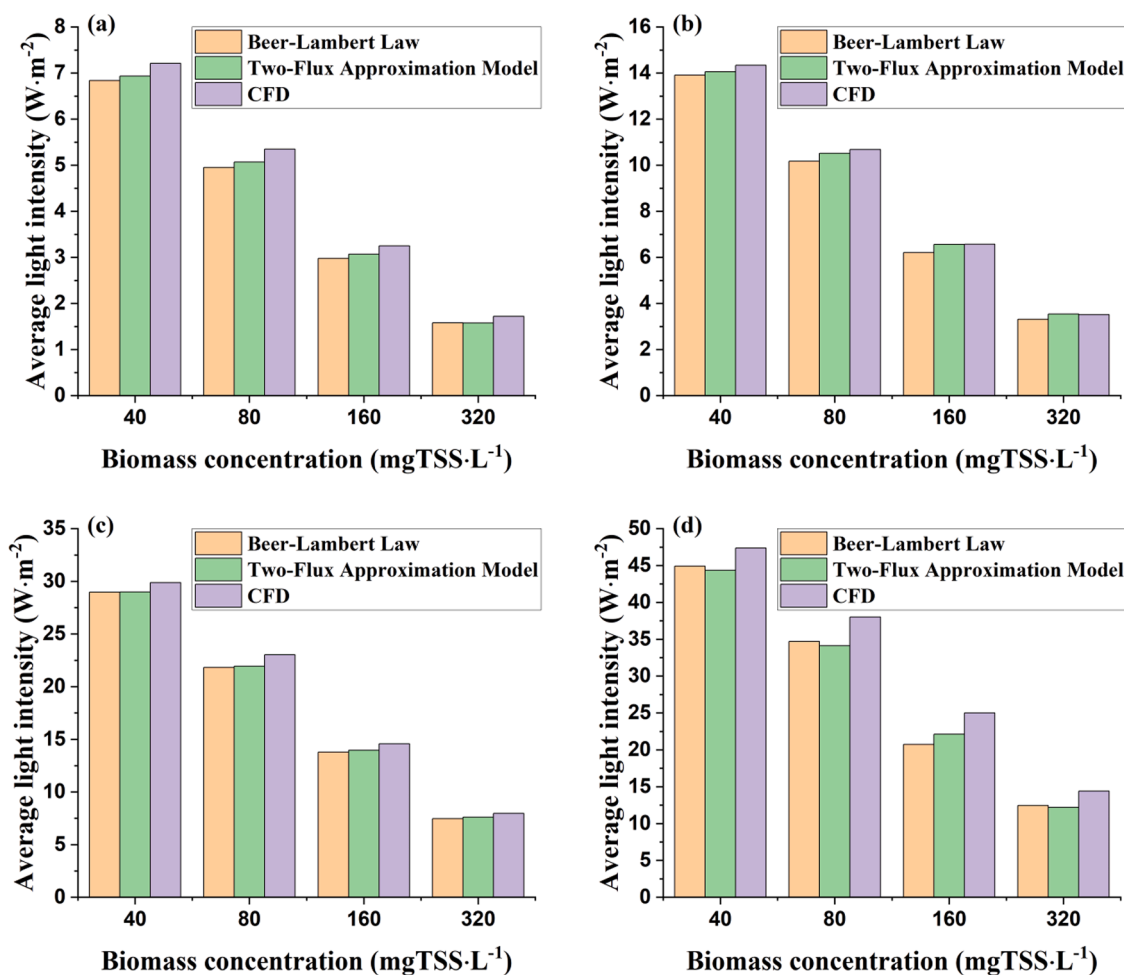 (a)
Beer-Lambert Law
Two-Flux Approximation Model
CFD
Average light intensity (W·m⁻²)
8
7
6
5
4
3
2
1
0
40 80 160 320
Biomass concentration (mgTSS·L⁻¹)
(b)
Beer-Lambert Law
Two-Flux Approximation Model
CFD
Average light intensity (W·m⁻²)
16
14
12
10
8
6
4
2
0
40 80 160 320
Biomass concentration (mgTSS·L⁻¹)
(c)
Beer-Lambert Law
Two-Flux Approximation Model
CFD
Average light intensity (W·m⁻²)
35
30
25
20
15
10
5
0
40 80 160 320
Biomass concentration (mgTSS·L⁻¹)
(d)
Beer-Lambert Law
Two-Flux Approximation Model
CFD
Average light intensity (W·m⁻²)
50
45
40
35
30
25
20
15
10
5
0
40 80 160 320
Biomass concentration (mgTSS·L⁻¹)